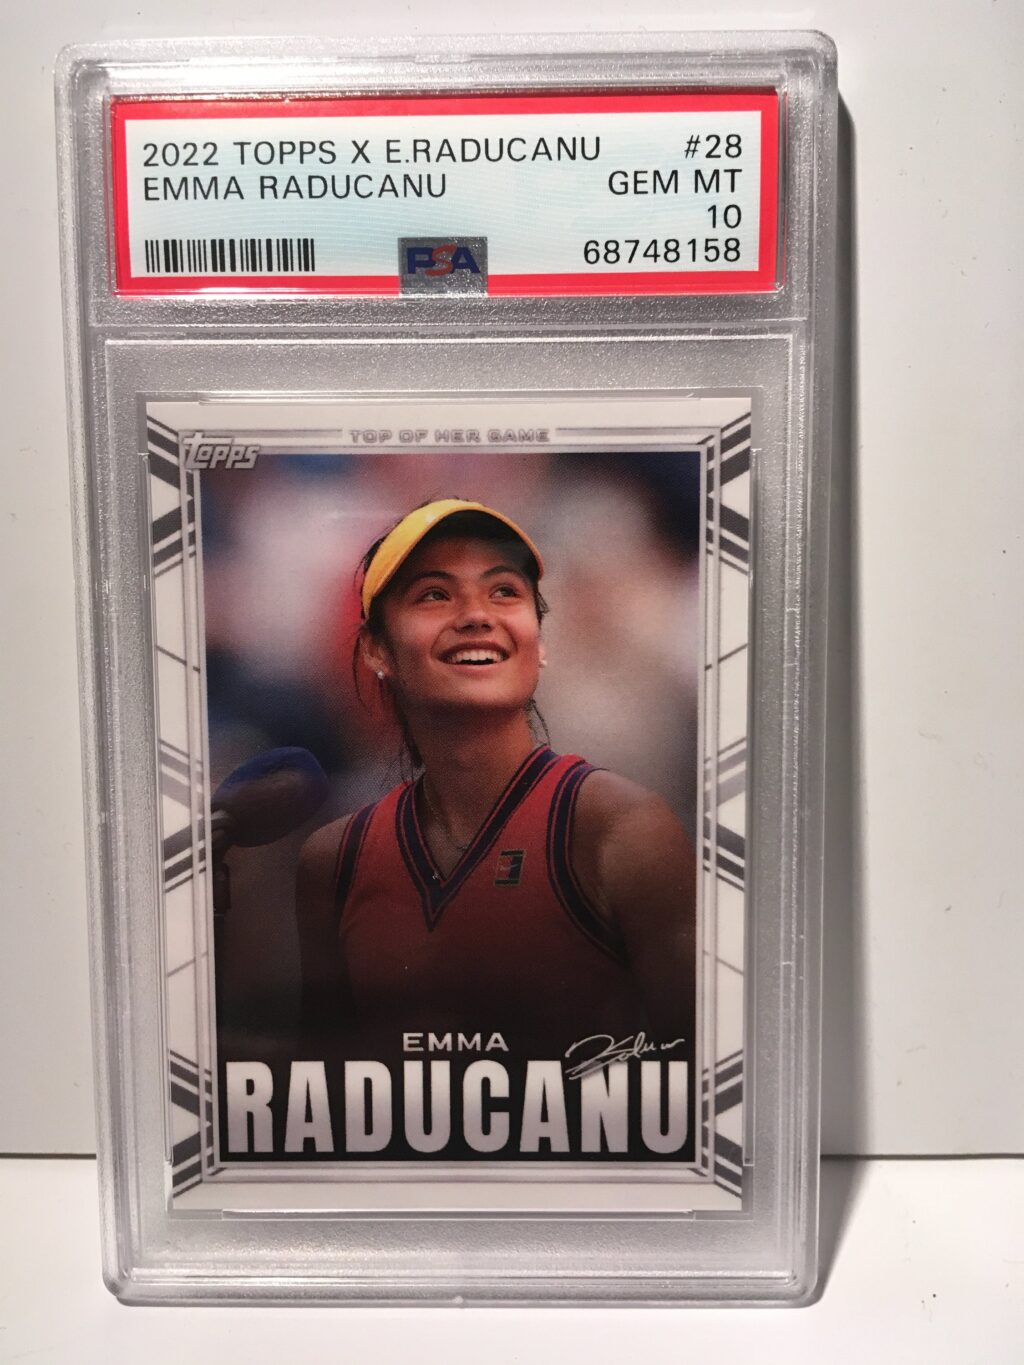 2022 TOPPS X E.RADUCANU #28
EMMA RADUCANU GEM MT
10
68748158
PSA
TOP OF HER GAME
topps
EMMA
RADUCANU